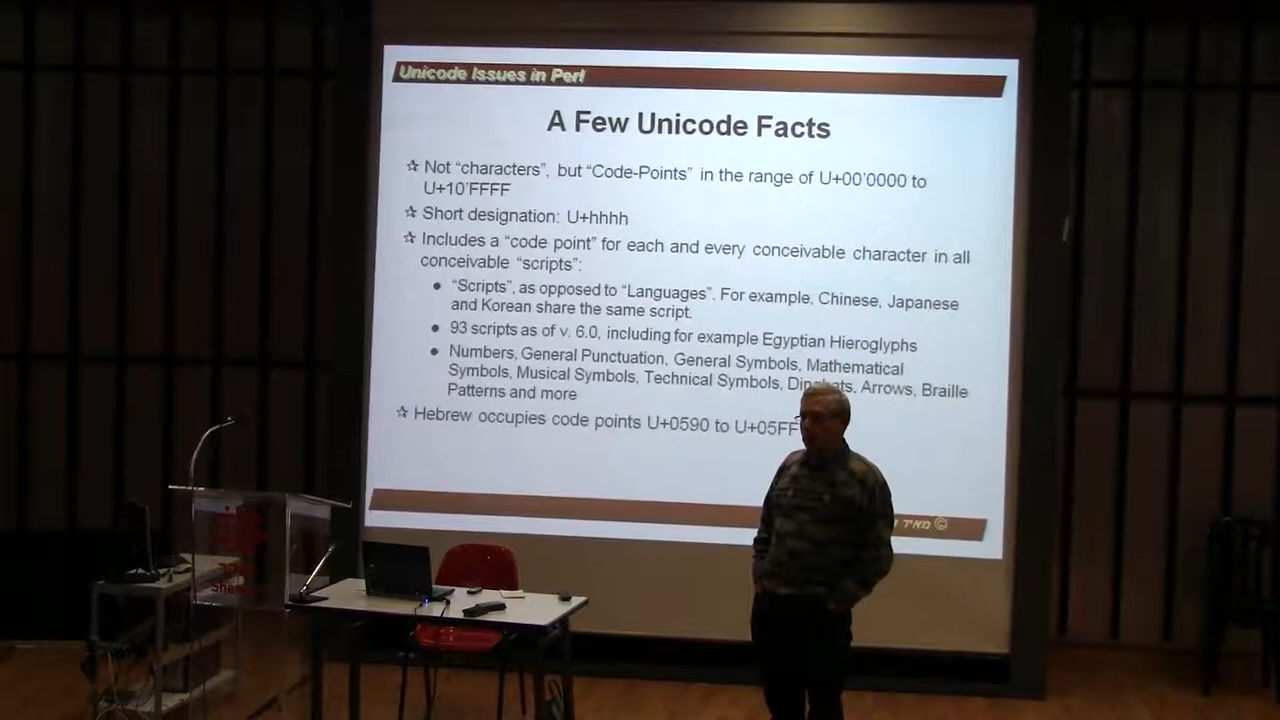 Unicode Issues in Perl
A Few Unicode Facts
Not “characters”, but “Code-Points” in the range of U+00'0000 to
U+10'FFFF
Short designation: U+hhhh
Includes a “code point” for each and every conceivable character in all
conceivable “scripts”:
“Scripts”, as opposed to “Languages”. For example, Chinese, Japanese
and Korean share the same script.
93 scripts as of v. 6.0, including for example Egyptian Hieroglyphs
Numbers, General Punctuation, General Symbols, Mathematical
Symbols, Musical Symbols, Technical Symbols, Dingbats, Arrows, Braille
Patterns and more
Hebrew occupies code points U+0590 to U+05FF
© מאיר